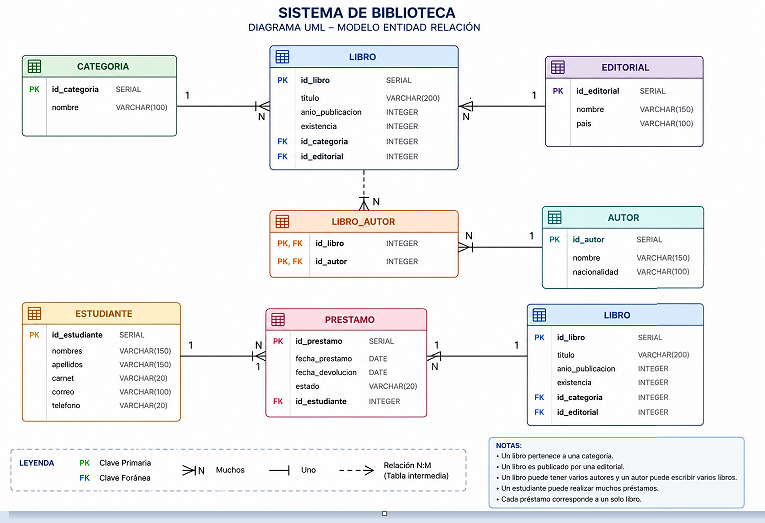 SISTEMA DE BIBLIOTECA
DIAGRAMA UML – MODELO ENTIDAD RELACIÓN
CATEGORIA
PK id_categoria SERIAL
nombre VARCHAR(100)
1
N
LIBRO
PK id_libro SERIAL
titulo VARCHAR(200)
anio_publicacion INTEGER
existencia INTEGER
FK id_categoria INTEGER
FK id_editorial INTEGER
N
1
EDITORIAL
PK id_editorial SERIAL
nombre VARCHAR(150)
pais VARCHAR(100)
N
LIBRO_AUTOR
PK, FK id_libro INTEGER
PK, FK id_autor INTEGER
N
1
AUTOR
PK id_autor SERIAL
nombre VARCHAR(150)
nacionalidad VARCHAR(100)
ESTUDIANTE
PK id_estudiante SERIAL
nombres VARCHAR(150)
apellidos VARCHAR(150)
carnet VARCHAR(20)
correo VARCHAR(100)
telefono VARCHAR(20)
1
N
1
PRESTAMO
PK id_prestamo SERIAL
fecha_prestamo DATE
fecha_devolucion DATE
estado VARCHAR(20)
FK id_estudiante INTEGER
1
N
1
LIBRO
PK id_libro SERIAL
titulo VARCHAR(200)
anio_publicacion INTEGER
existencia INTEGER
FK id_categoria INTEGER
FK id_editorial INTEGER
LEYENDA
PK Clave Primaria
FK Clave Foránea
N Muchos
Uno
Relación N:M
(Tabla intermedia)
NOTAS:
• Un libro pertenece a una categoría.
• Un libro es publicado por una editorial.
• Un libro puede tener varios autores y un autor puede escribir varios libros.
• Un estudiante puede realizar muchos préstamos.
• Cada préstamo corresponde a un solo libro.